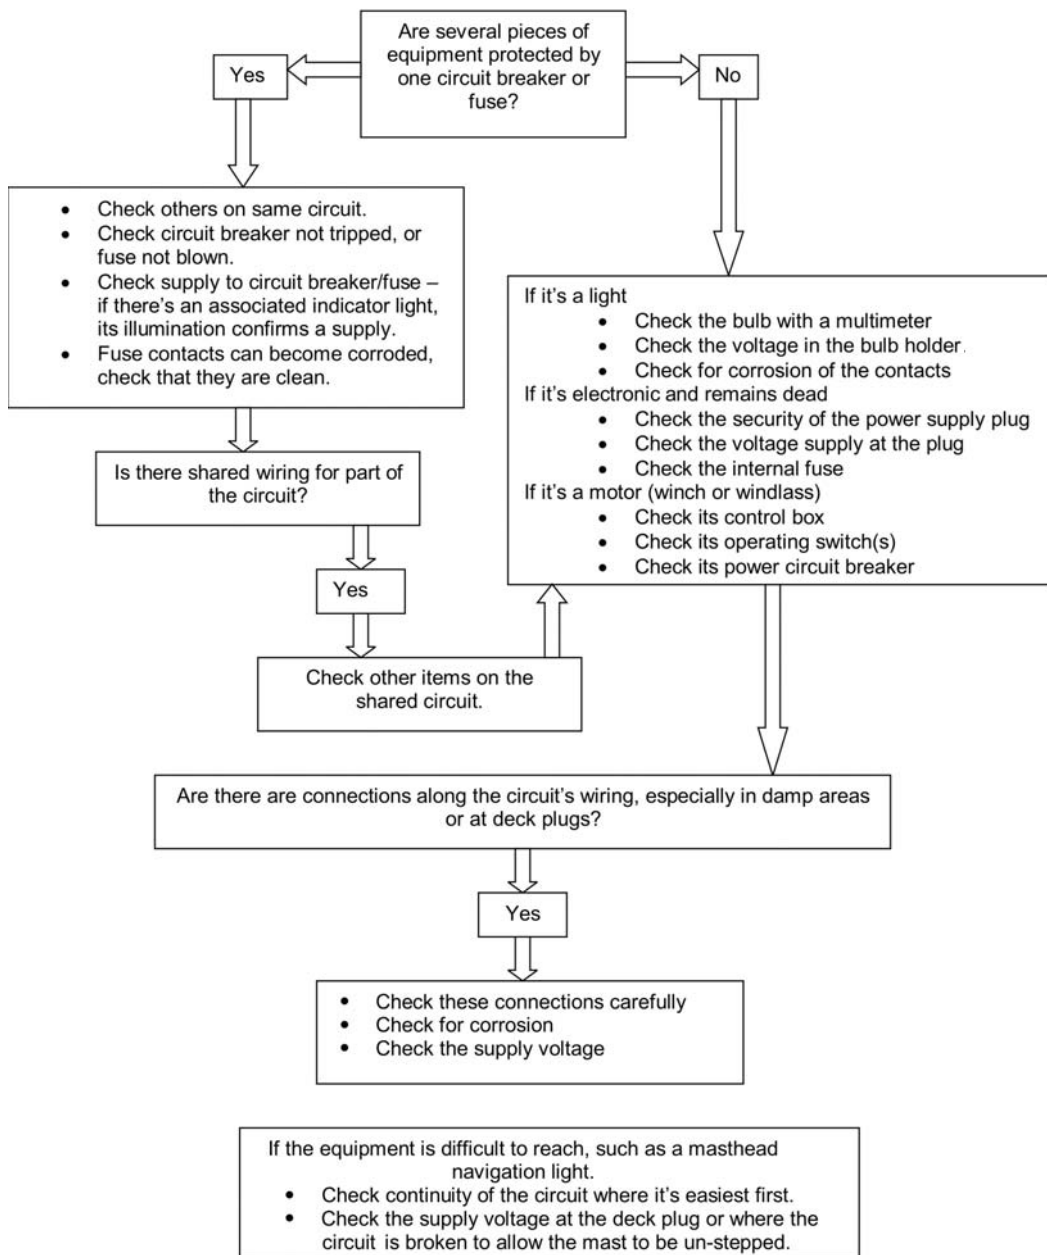 Are several pieces of
equipment protected by
one circuit breaker or
fuse?
Yes
No
• Check others on same circuit.
• Check circuit breaker not tripped, or
fuse not blown.
• Check supply to circuit breaker/fuse –
if there's an associated indicator light,
its illumination confirms a supply.
• Fuse contacts can become corroded,
check that they are clean.
If it's a light
• Check the bulb with a multimeter
• Check the voltage in the bulb holder.
• Check for corrosion of the contacts
If it's electronic and remains dead
• Check the security of the power supply plug
• Check the voltage supply at the plug
• Check the internal fuse
If it's a motor (winch or windlass)
• Check its control box
• Check its operating switch(s)
• Check its power circuit breaker
Is there shared wiring for part of
the circuit?
Yes
Check other items on the
shared circuit.
Are there are connections along the circuit's wiring, especially in damp areas
or at deck plugs?
Yes
• Check these connections carefully
• Check for corrosion
• Check the supply voltage
If the equipment is difficult to reach, such as a masthead
navigation light.
• Check continuity of the circuit where it's easiest first.
• Check the supply voltage at the deck plug or where the
circuit is broken to allow the mast to be un-stepped.